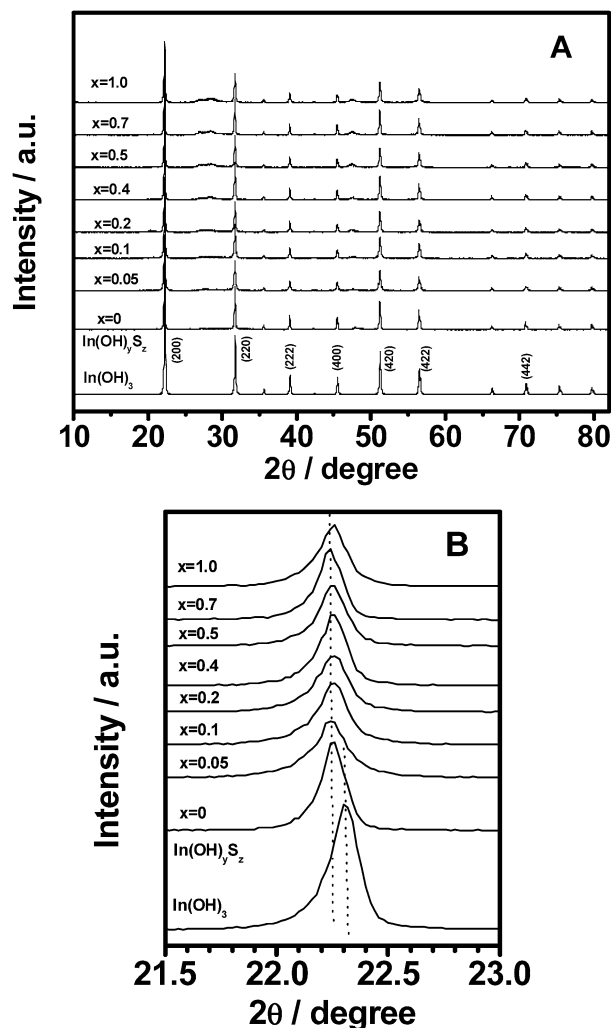 A
x=1.0
x=0.7
x=0.5
x=0.4
x=0.2
x=0.1
x=0.05
x=0
In(OH)ySz
(200) (220) (222) (400) (420) (422) (442)
In(OH)3
Intensity / a.u.
10 20 30 40 50 60 70 80
2θ / degree
B
x=1.0
x=0.7
x=0.5
x=0.4
x=0.2
x=0.1
x=0.05
x=0
In(OH)ySz
In(OH)3
Intensity / a.u.
21.5 22.0 22.5 23.0
2θ / degree